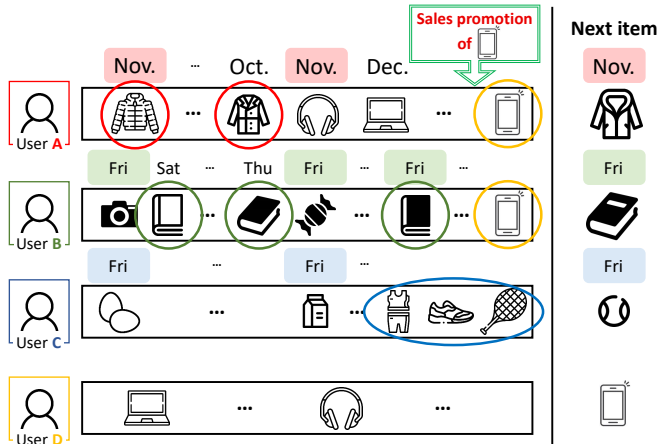 Sales promotion
of
Next item
Nov. ... Oct. Nov. Dec.
Nov.
... ...
User A
Fri Sat ... Thu Fri ... Fri ...
Fri
... ... ...
User B
Fri ... Fri ...
Fri
... ...
User C
... ... ...
User D